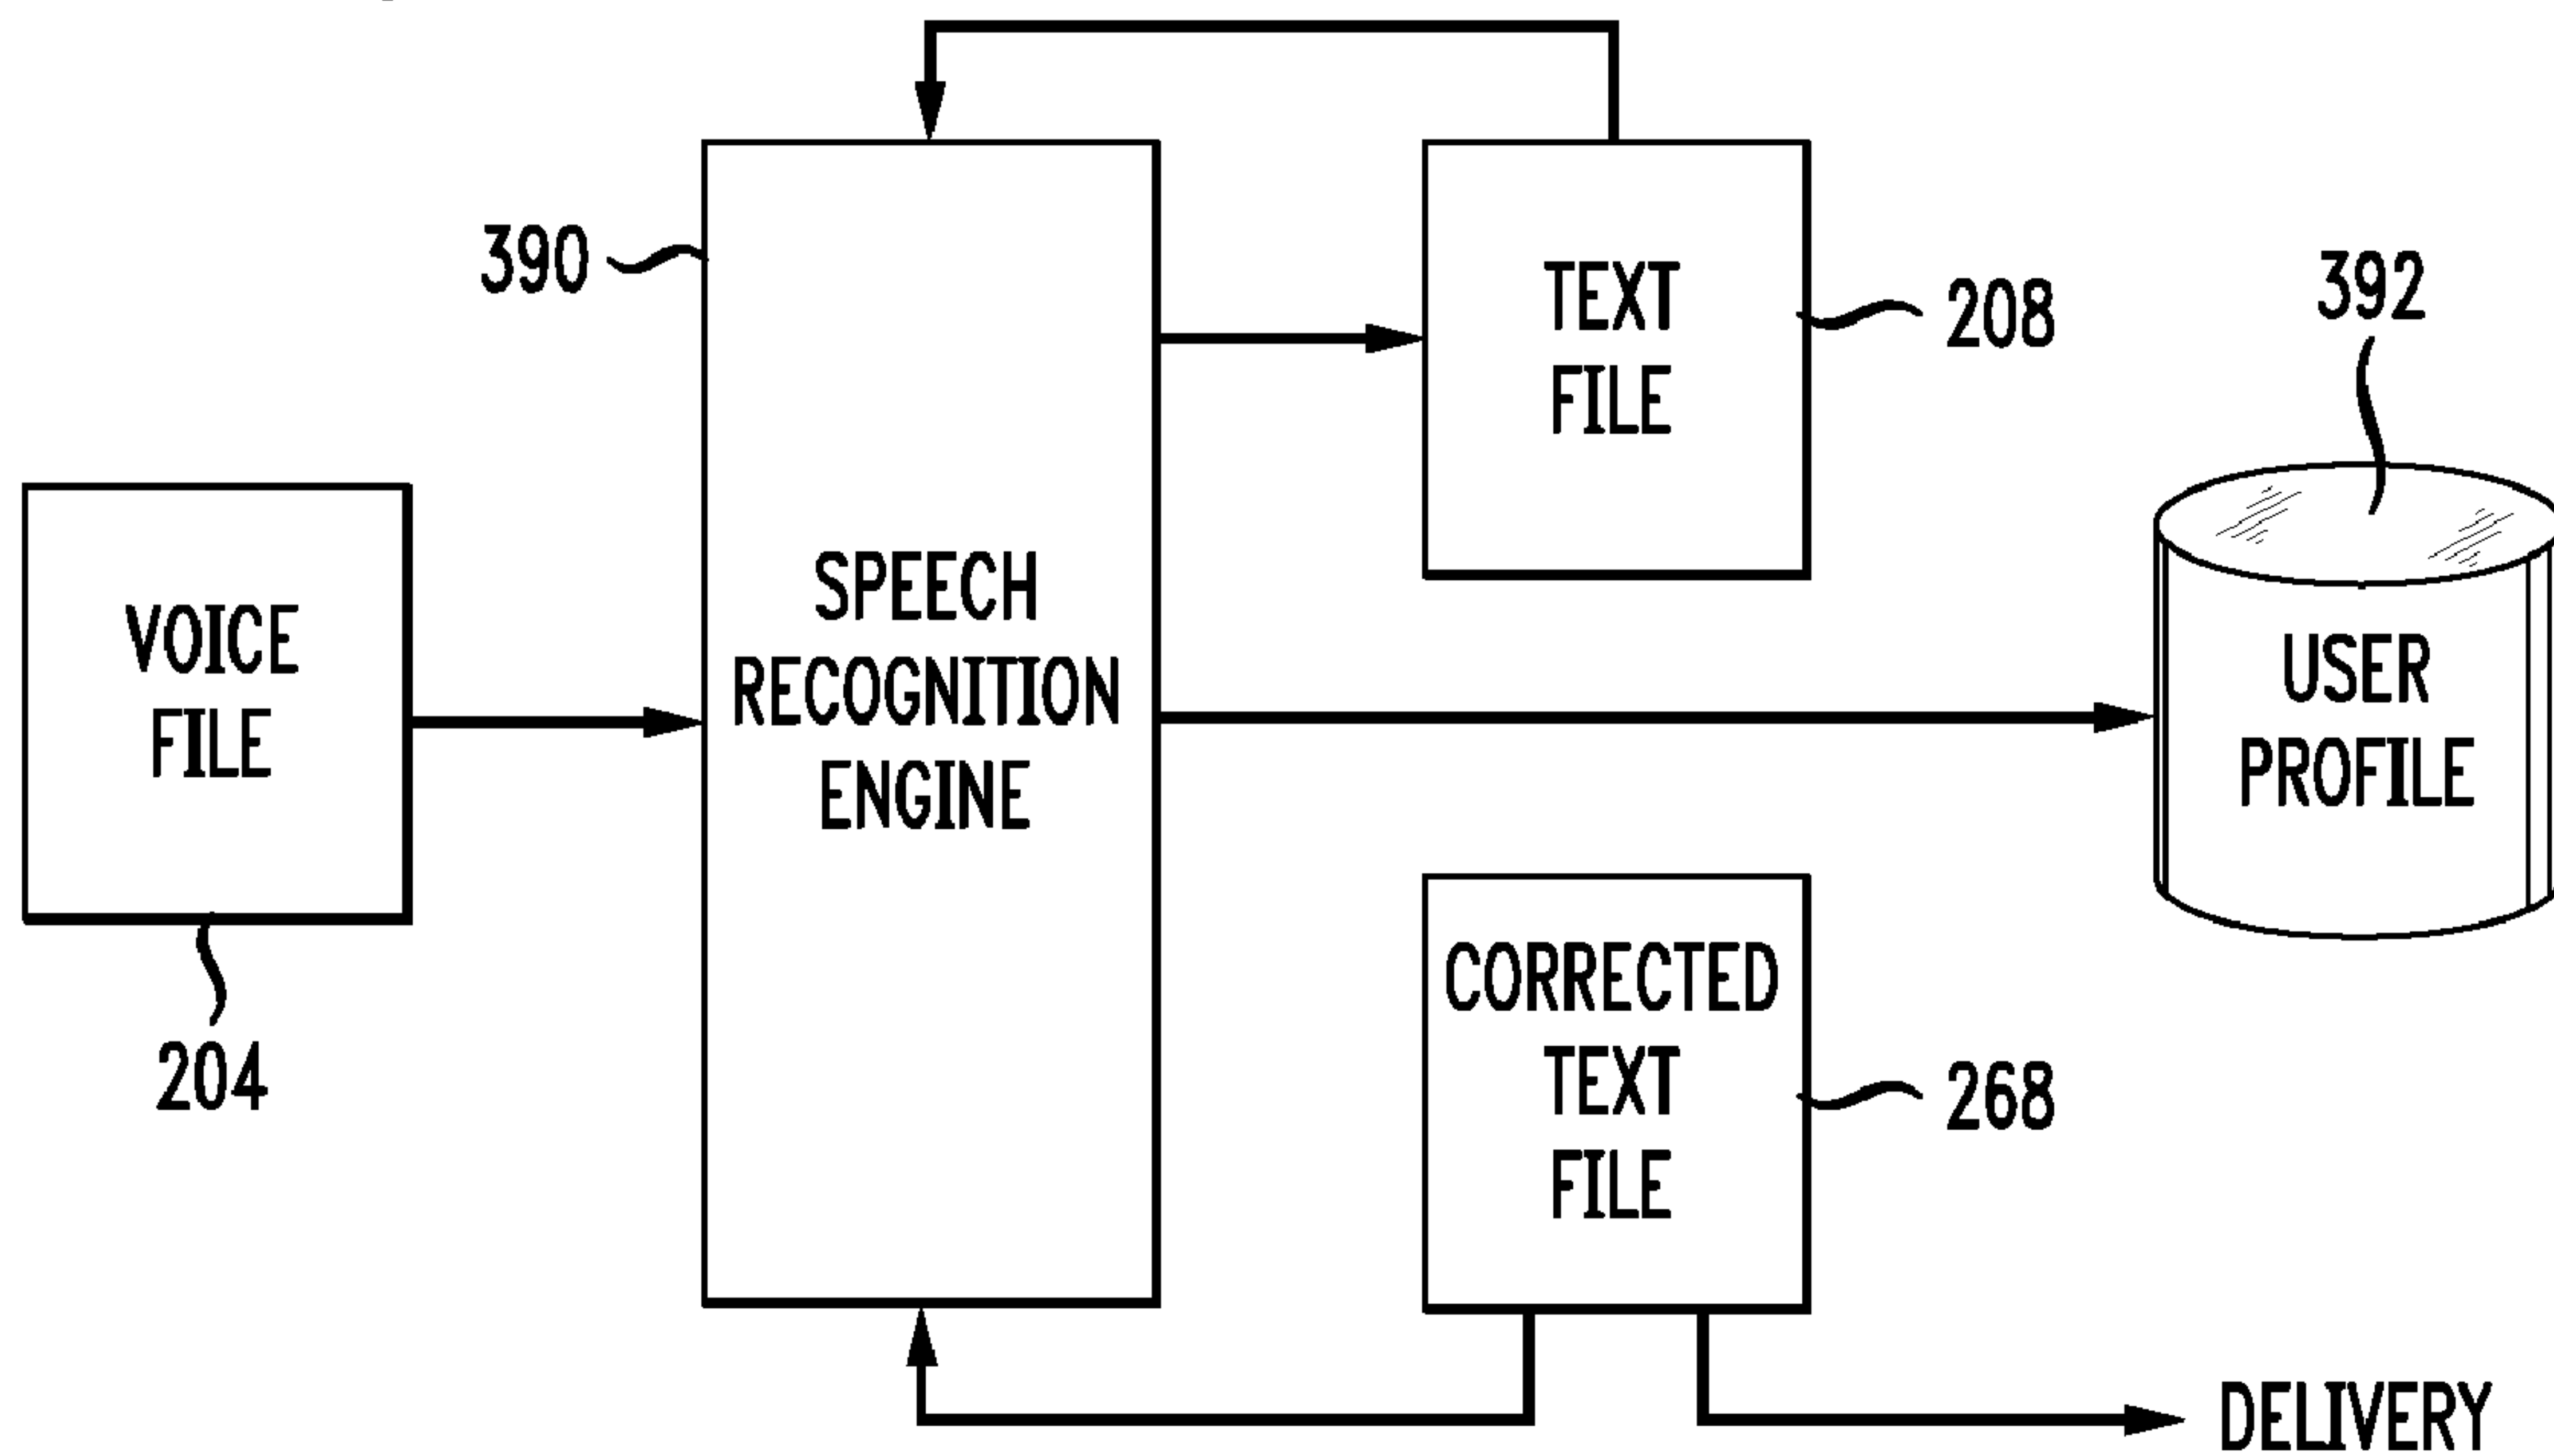 390
TEXT
FILE
208
392
VOICE
FILE
204
SPEECH
RECOGNITION
ENGINE
USER
PROFILE
CORRECTED
TEXT
FILE
268
DELIVERY